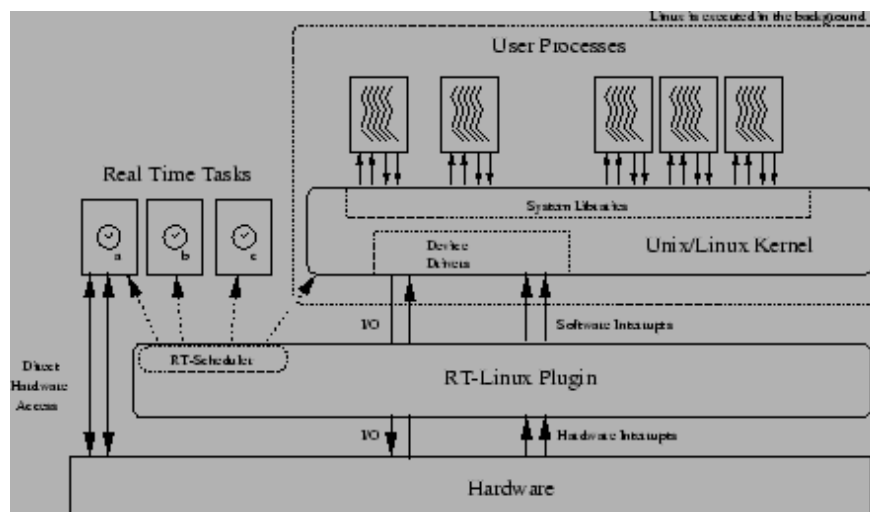 Linux is executed in the background
User Processes
Real Time Tasks
System Libraries
a
b
c
Device
Drivers
Unix/Linux Kernel
I/O
Software Interrupts
RT-Scheduler
Direct
Hardware
Access
RT-Linux Plugin
I/O
Hardware Interrupts
Hardware